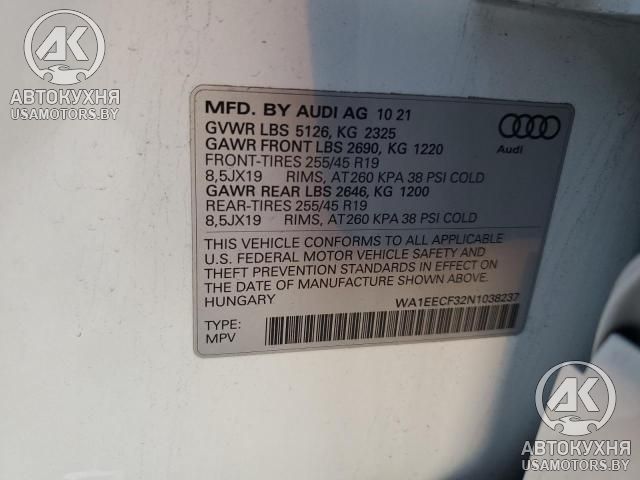 AK
АВТОКУХНЯ
USAMOTORS.BY
MFD. BY AUDI AG 10 21
GVWR LBS 5126, KG 2325
GAWR FRONT LBS 2690, KG 1220
FRONT-TIRES 255/45 R19
8,5JX19 RIMS, AT260 KPA 38 PSI COLD
GAWR REAR LBS 2646, KG 1200
REAR-TIRES 255/45 R19
8,5JX19 RIMS, AT260 KPA 38 PSI COLD
Audi
THIS VEHICLE CONFORMS TO ALL APPLICABLE
U.S. FEDERAL MOTOR VEHICLE SAFETY AND
THEFT PREVENTION STANDARDS IN EFFECT ON
THE DATE OF MANUFACTURE SHOWN ABOVE.
HUNGARY
WA1EECF32N1038237
TYPE:
MPV
AK
АВТОКУХНЯ
USAMOTORS.BY